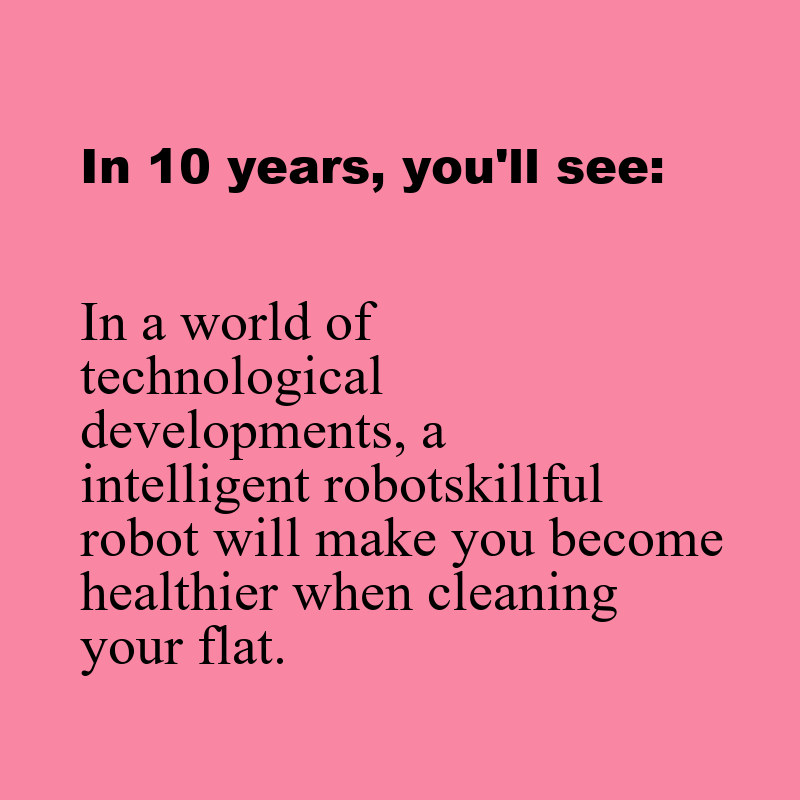 In 10 years, you'll see:
In a world of
technological
developments, a
intelligent robotskillful
robot will make you become
healthier when cleaning
your flat.